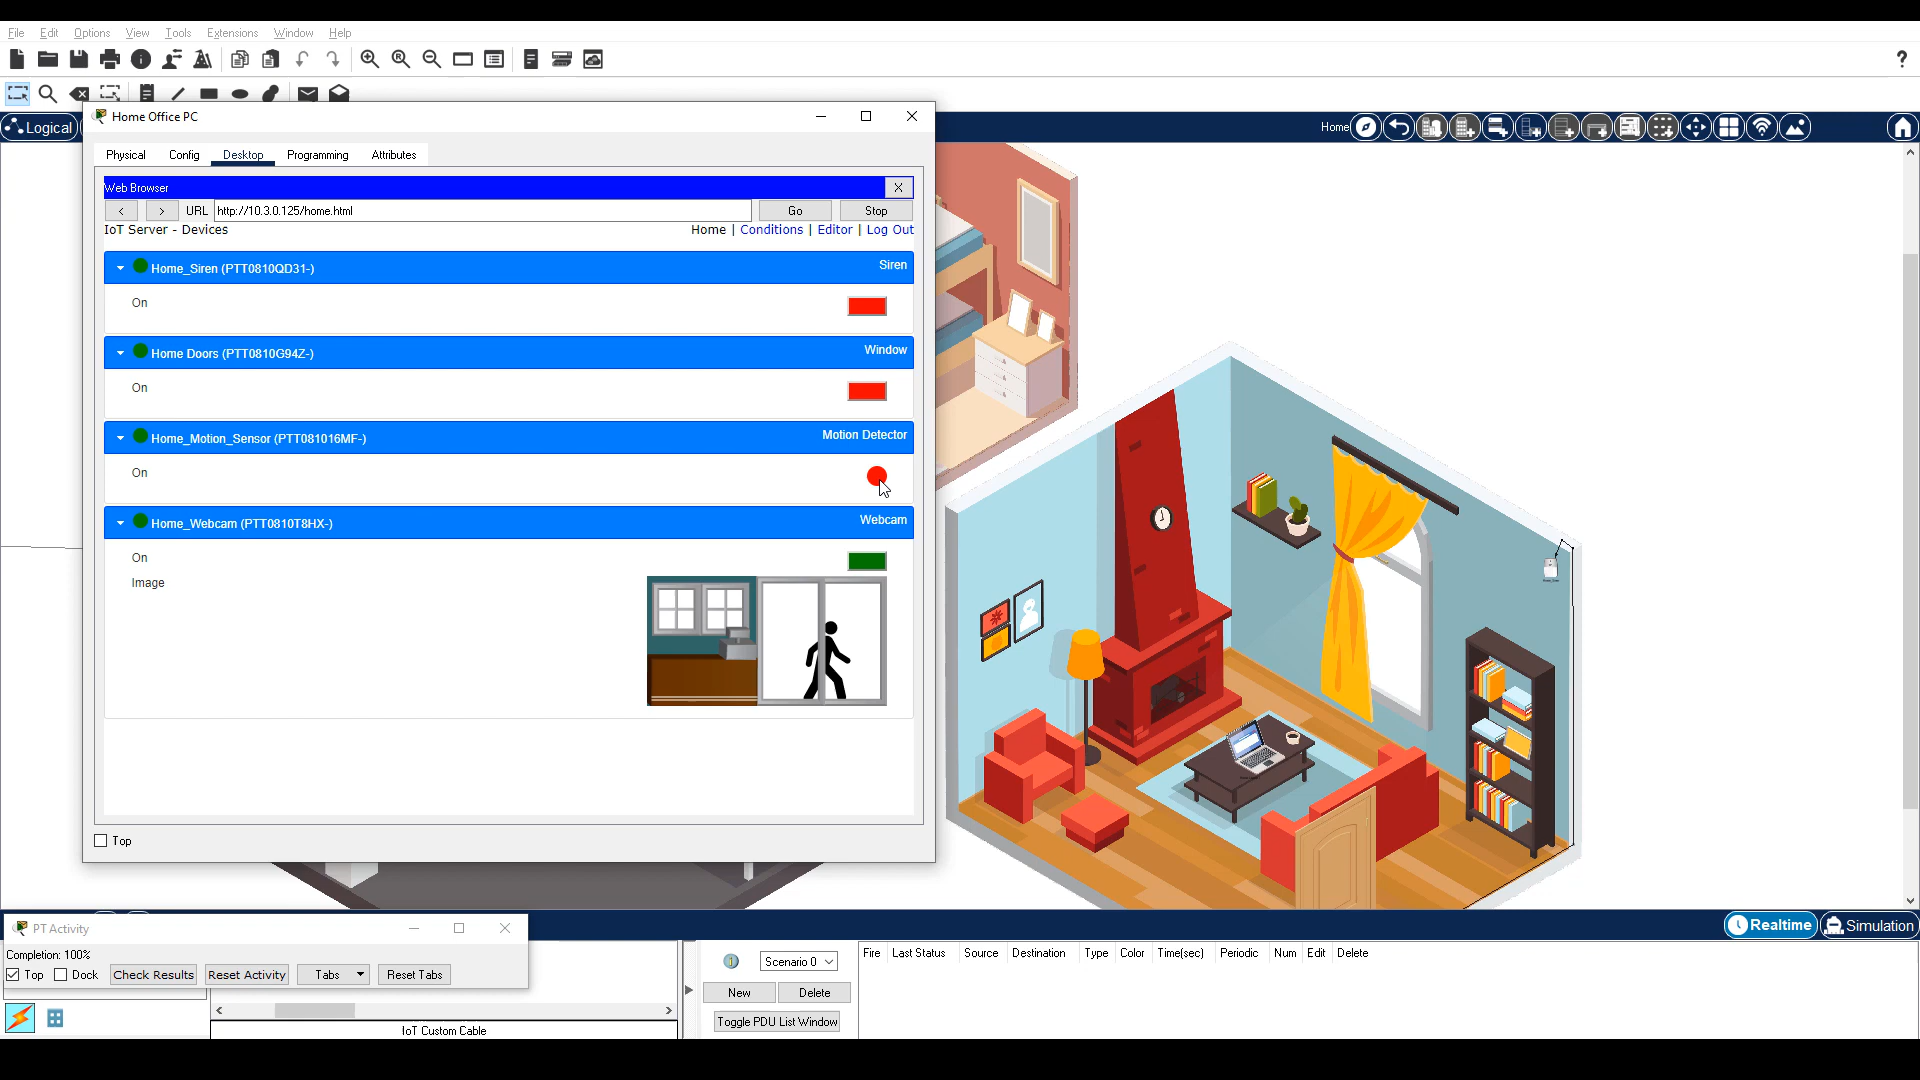 File Edit Options View Tools Extensions Window Help
?
Logical
Home
Home Office PC
Physical Config Desktop Programming Attributes
Web Browser X
< > URL http://10.3.0.125/home.html Go Stop
IoT Server - Devices Home | Conditions | Editor | Log Out
Home_Siren (PTT0810QD31-) Siren
On
Home Doors (PTT0810G94Z-) Window
On
Home_Motion_Sensor (PTT081016MF-) Motion Detector
On
Home_Webcam (PTT0810T8HX-) Webcam
On
Image
Top
PT Activity
Completion: 100%
Top Dock Check Results Reset Activity Tabs Reset Tabs
Realtime Simulation
Scenario 0
New Delete
Toggle PDU List Window
Fire Last Status Source Destination Type Color Time(sec) Periodic Num Edit Delete
IoT Custom Cable